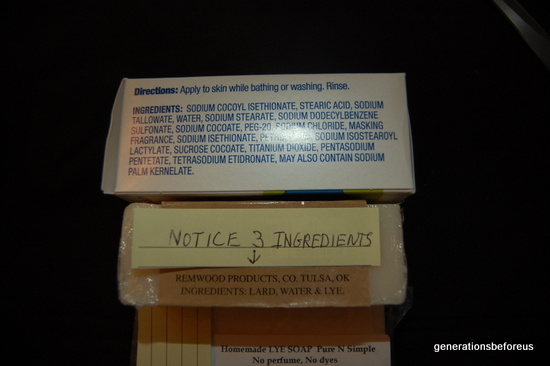 Directions: Apply to skin while bathing or washing. Rinse.
INGREDIENTS: SODIUM COCOYL ISETHIONATE, STEARIC ACID, SODIUM
TALLOWATE, WATER, SODIUM STEARATE, SODIUM DODECYLBENZENE
SULFONATE, SODIUM COCOATE, PEG-20, SODIUM CHLORIDE, MASKING
FRAGRANCE, SODIUM ISETHIONATE, SODIUM ISOSTEAROYL
LACTYLATE, SUCROSE COCOATE, TITANIUM DIOXIDE, PENTASODIUM
PENTETATE, TETRASODIUM ETIDRONATE, MAY ALSO CONTAIN SODIUM
PALM KERNELATE.
NOTICE 3 INGREDIENTS
REMWOOD PRODUCTS, CO. TULSA, OK
INGREDIENTS: LARD, WATER & LYE.
Homemade LYE SOAP Pure N Simple
No perfume, No dyes
generationsbeforeus